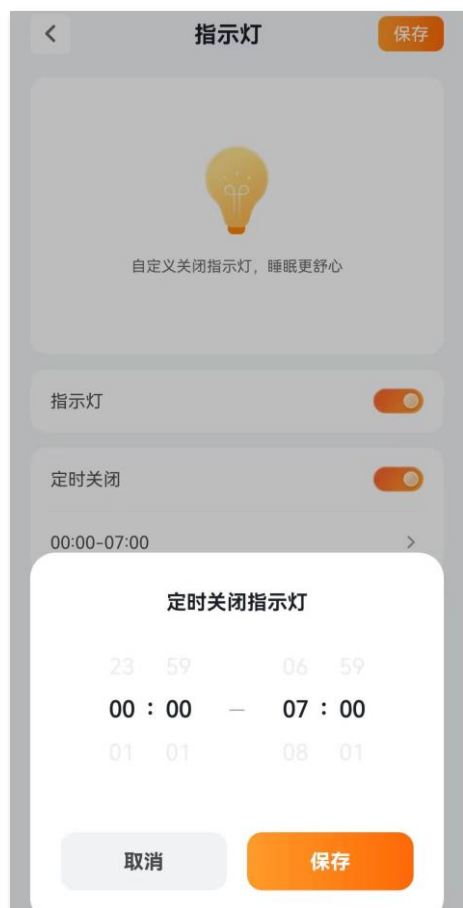 指示灯 保存
自定义关闭指示灯，睡眠更舒心
指示灯
定时关闭
00:00-07:00
定时关闭指示灯
23 59 06 59
00 : 00 — 07 : 00
01 01 08 01
取消 保存